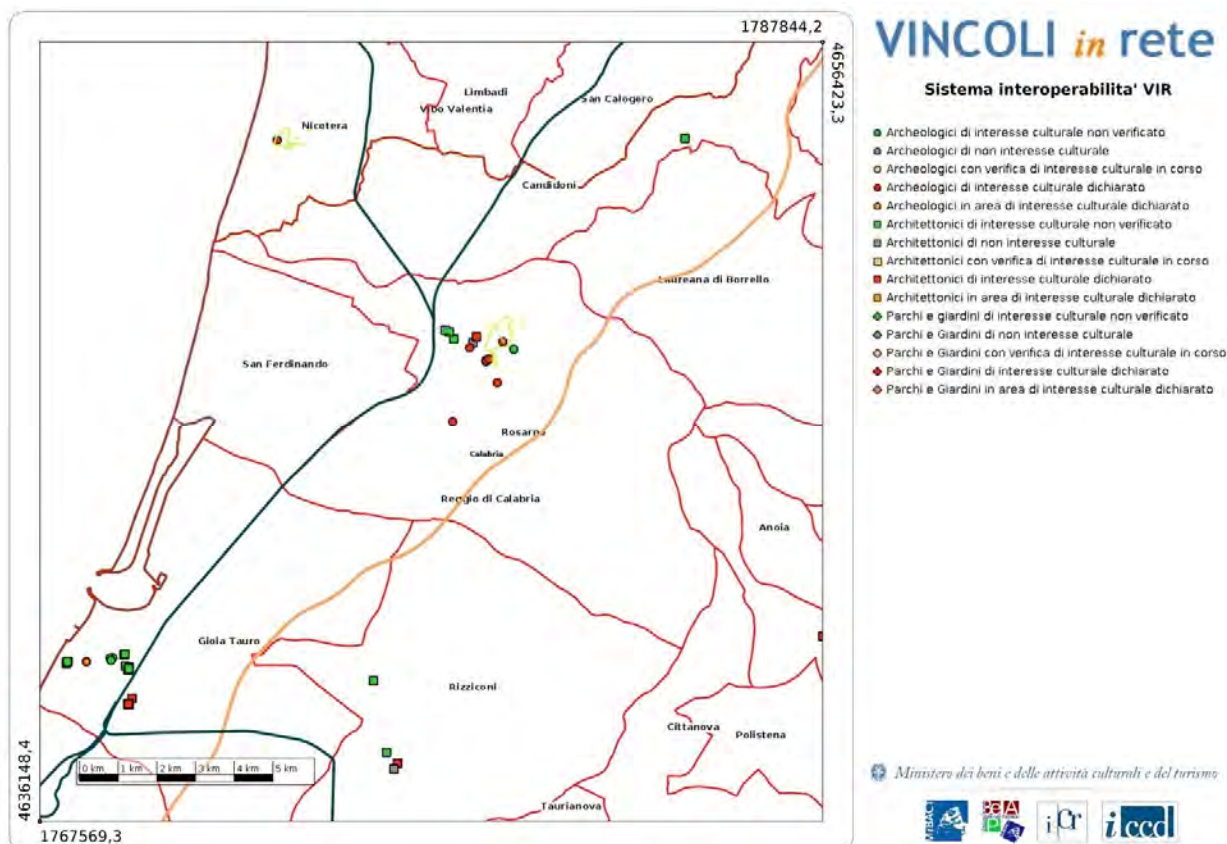 1787844,2
4656423,3
VINCOLI in rete
Sistema interoperabilita' VIR
Archeologici di interesse culturale non verificato
Archeologici di non interesse culturale
Archeologici con verifica di interesse culturale in corso
Archeologici di interesse culturale dichiarato
Archeologici in area di interesse culturale dichiarato
Architettonici di interesse culturale non verificato
Architettonici di non interesse culturale
Architettonici con verifica di interesse culturale in corso
Architettonici di interesse culturale dichiarato
Architettonici in area di interesse culturale dichiarato
Parchi e giardini di interesse culturale non verificato
Parchi e Giardini di non interesse culturale
Parchi e Giardini con verifica di interesse culturale in corso
Parchi e Giardini di interesse culturale dichiarato
Parchi e Giardini in area di interesse culturale dichiarato
Limbadi
Vibo Valentia
San Calogero
Nicotera
Candidoni
Laureana di Borrello
San Ferdinando
Rosarno
Calabria
Reggio di Calabria
Anoia
Gioia Tauro
Rizziconi
Cittanova
Polistena
Taurianova
0 km 1 km 2 km 3 km 4 km 5 km
4636148,4
1767569,3
Ministero dei beni e delle attività culturali e del turismo
MiBACT
iCr
iccd